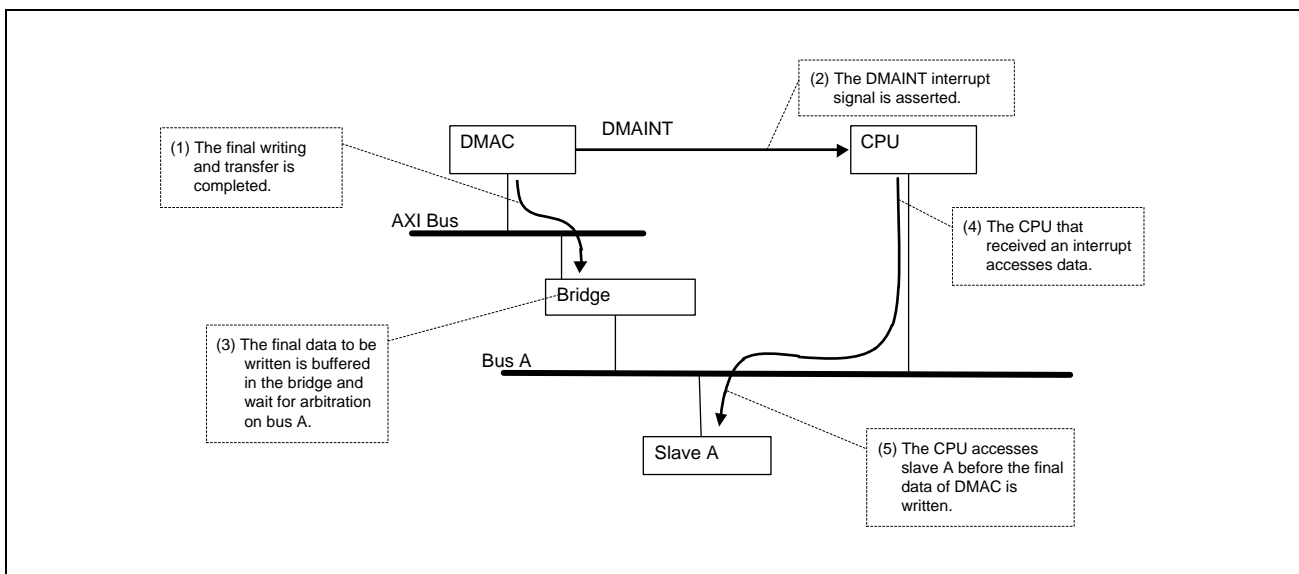 (2) The DMAINT interrupt
signal is asserted.
DMAC
DMAINT
CPU
(1) The final writing
and transfer is
completed.
AXI Bus
(4) The CPU that
received an interrupt
accesses data.
Bridge
(3) The final data to be
written is buffered
in the bridge and
wait for arbitration
on bus A.
Bus A
Slave A
(5) The CPU accesses
slave A before the final
data of DMAC is
written.